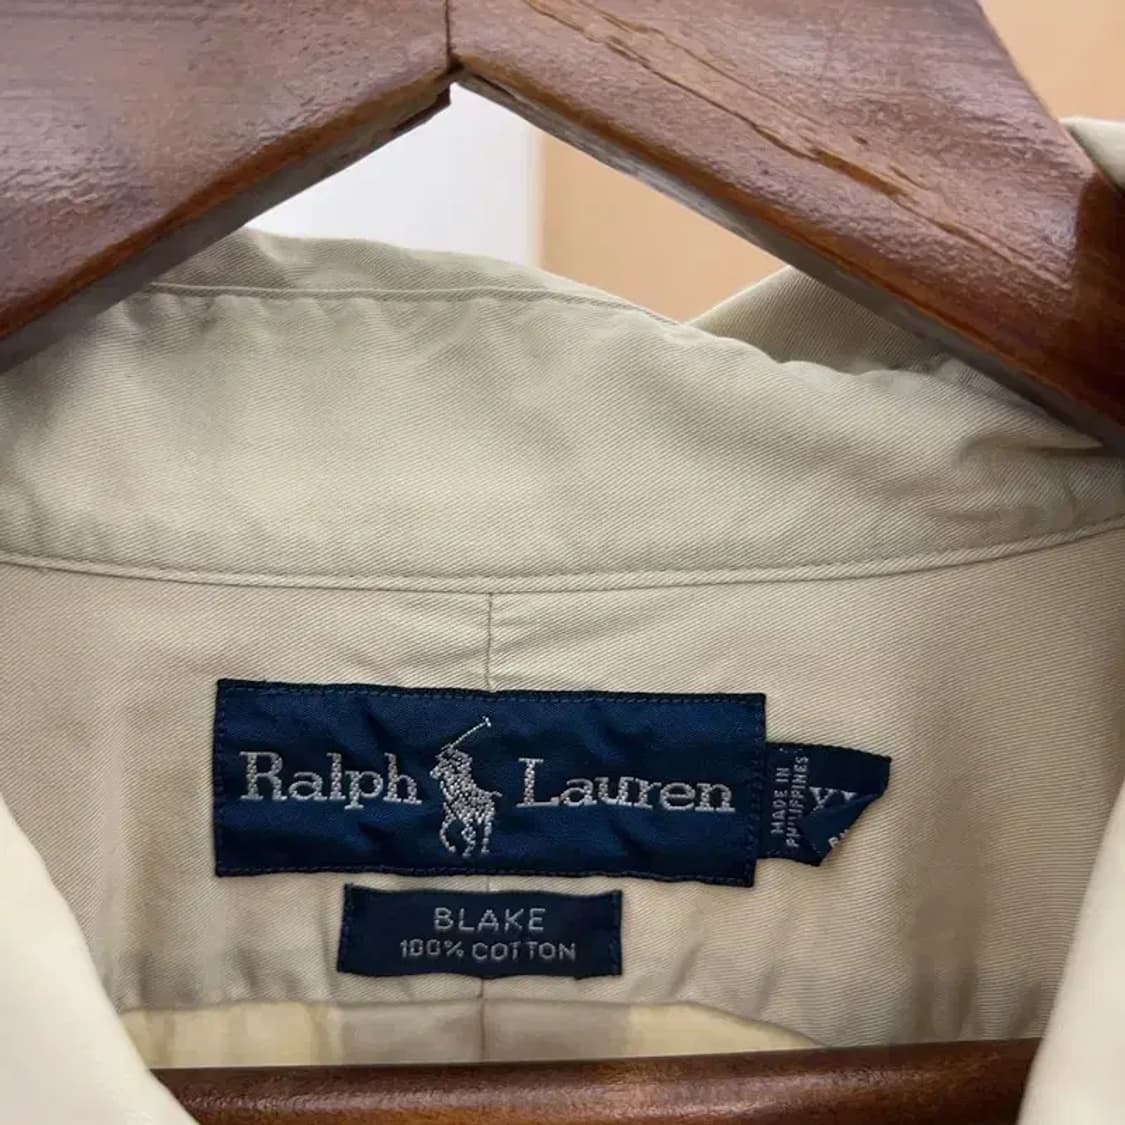 Ralph Lauren
BLAKE
100% COTTON
MADE IN
PHILIPPINES